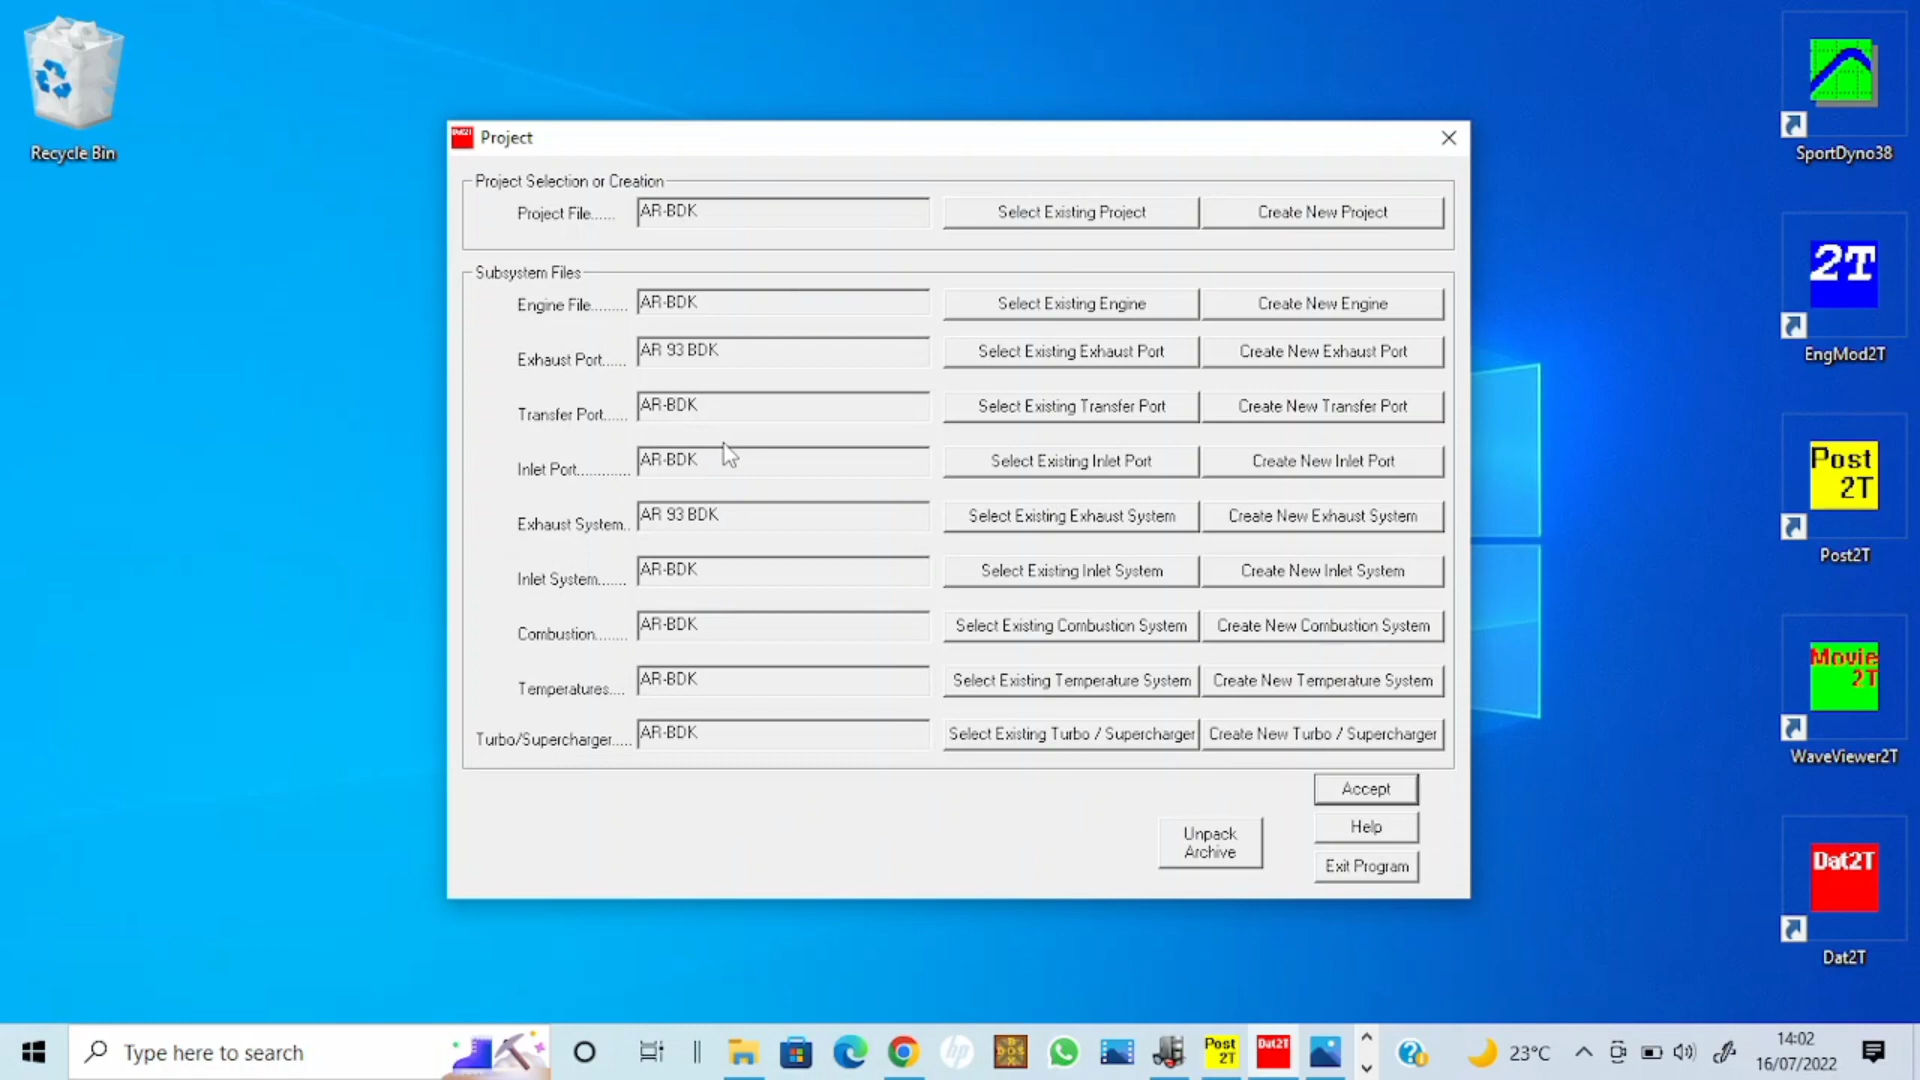 Recycle Bin
Dat2T Project
Project Selection or Creation
Project File...... AR-BDK Select Existing Project Create New Project
Subsystem Files
Engine File........ AR-BDK Select Existing Engine Create New Engine
Exhaust Port...... AR 93 BDK Select Existing Exhaust Port Create New Exhaust Port
Transfer Port...... AR-BDK Select Existing Transfer Port Create New Transfer Port
Inlet Port............ AR-BDK Select Existing Inlet Port Create New Inlet Port
Exhaust System.. AR 93 BDK Select Existing Exhaust System Create New Exhaust System
Inlet System....... AR-BDK Select Existing Inlet System Create New Inlet System
Combustion....... AR-BDK Select Existing Combustion System Create New Combustion System
Temperatures.... AR-BDK Select Existing Temperature System Create New Temperature System
Turbo/Supercharger..... AR-BDK Select Existing Turbo / Supercharger Create New Turbo / Supercharger
Accept
Unpack
Archive
Help
Exit Program
SportDyno38
2T
EngMod2T
Post
2T
Post2T
Movie
2T
WaveViewer2T
Dat2T
Dat2T
Type here to search
hp
DOS
Post
2T
Dat2T
23°C
14:02
16/07/2022